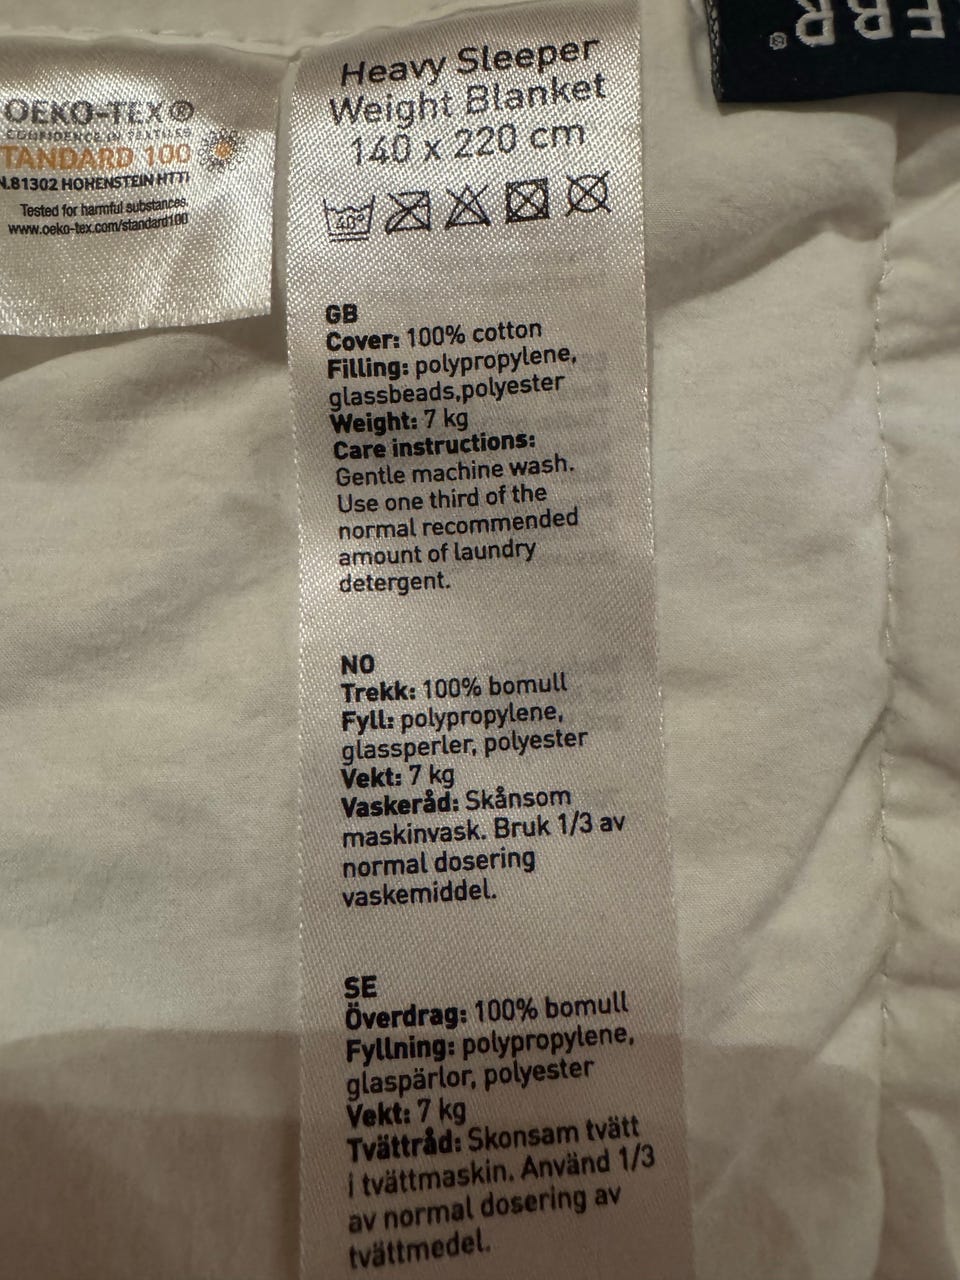 OEKO-TEX®
CONFIDENCE IN TEXTILES
TANDARD 100
N.81302 HOHENSTEIN HTTI
Tested for harmful substances.
www.oeko-tex.com/standard100
Heavy Sleeper
Weight Blanket
140 x 220 cm
40°
GB
Cover: 100% cotton
Filling: polypropylene,
glassbeads,polyester
Weight: 7 kg
Care instructions:
Gentle machine wash.
Use one third of the
normal recommended
amount of laundry
detergent.
NO
Trekk: 100% bomull
Fyll: polypropylene,
glassperler, polyester
Vekt: 7 kg
Vaskeråd: Skånsom
maskinvask. Bruk 1/3 av
normal dosering
vaskemiddel.
SE
Överdrag: 100% bomull
Fyllning: polypropylene,
glaspärlor, polyester
Vekt: 7 kg
Tvättråd: Skonsam tvätt
i tvättmaskin. Använd 1/3
av normal dosering av
tvättmedel.